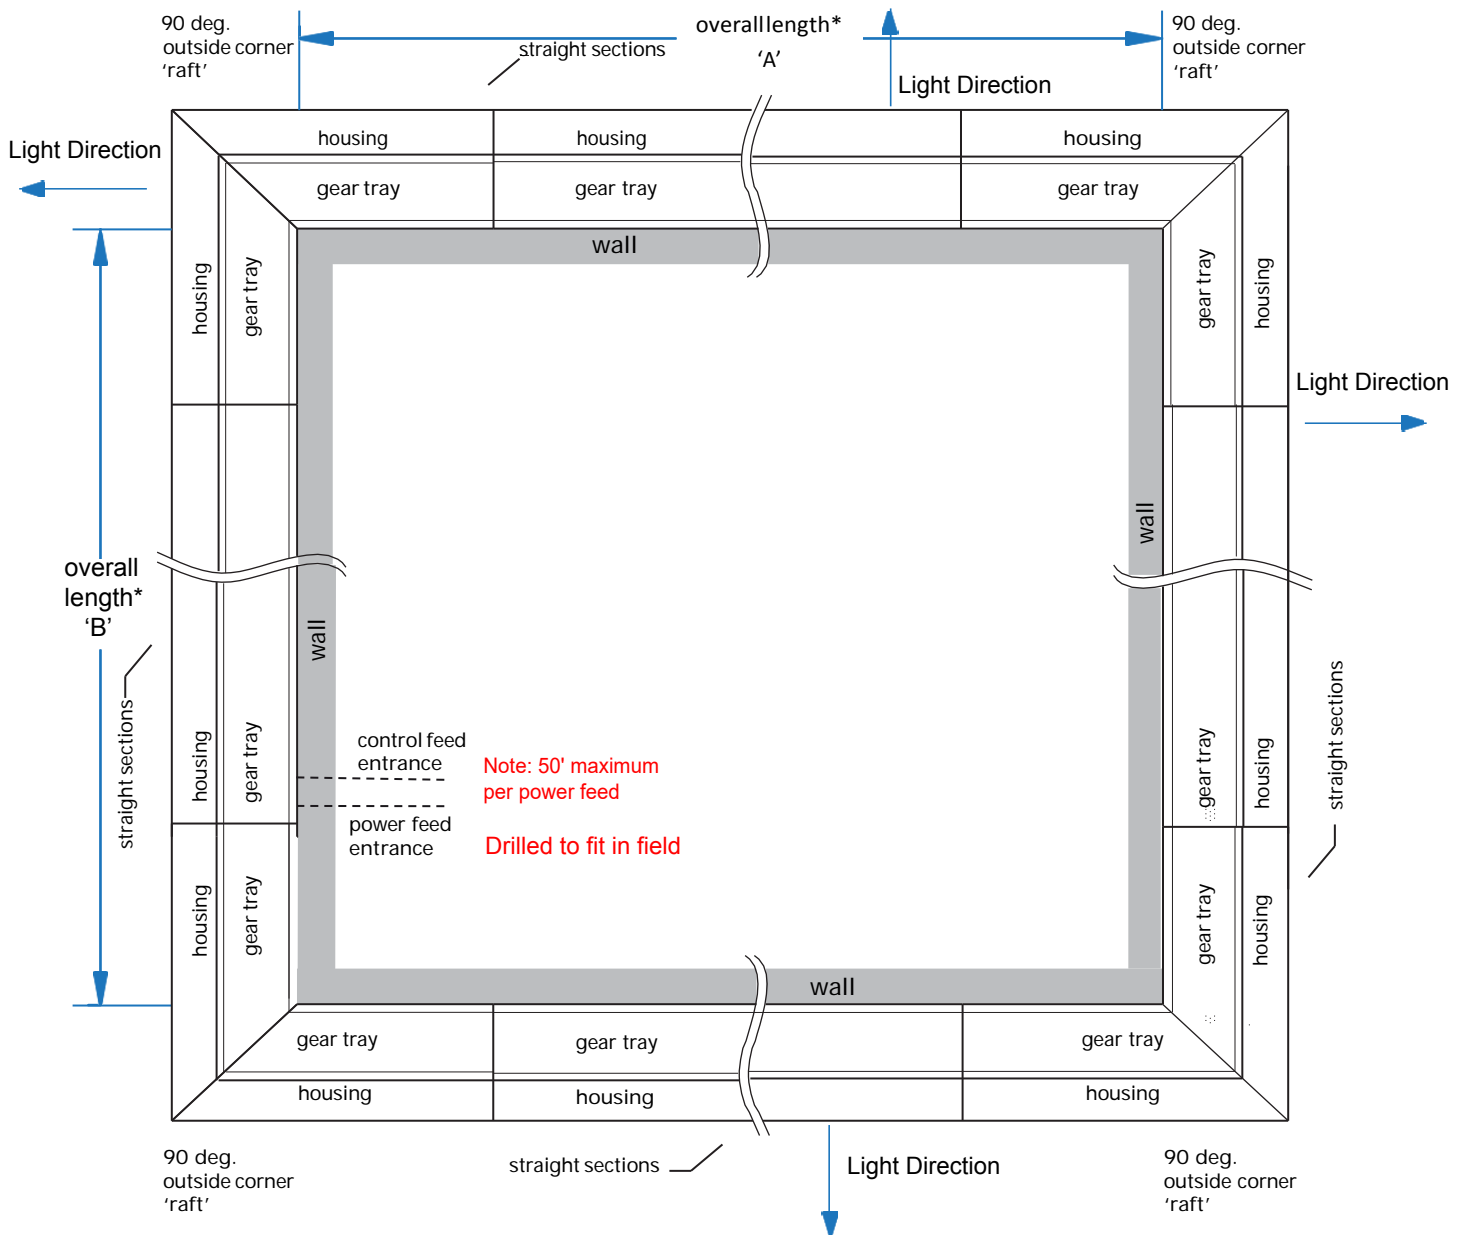 90 deg.
outside corner
‘raft’
straight sections
overall length*
‘A’
Light Direction
90 deg.
outside corner
‘raft’
Light Direction
housing
housing
housing
gear tray
gear tray
gear tray
wall
housing
gear tray
gear tray
housing
Light Direction
wall
overall
length*
‘B’
wall
straight sections
housing
gear tray
control feed
entrance
Note: 50' maximum
per power feed
power feed
entrance
Drilled to fit in field
gear tray
housing
straight sections
housing
gear tray
gear tray
housing
wall
gear tray
gear tray
gear tray
housing
housing
housing
90 deg.
outside corner
‘raft’
straight sections
Light Direction
90 deg.
outside corner
‘raft’